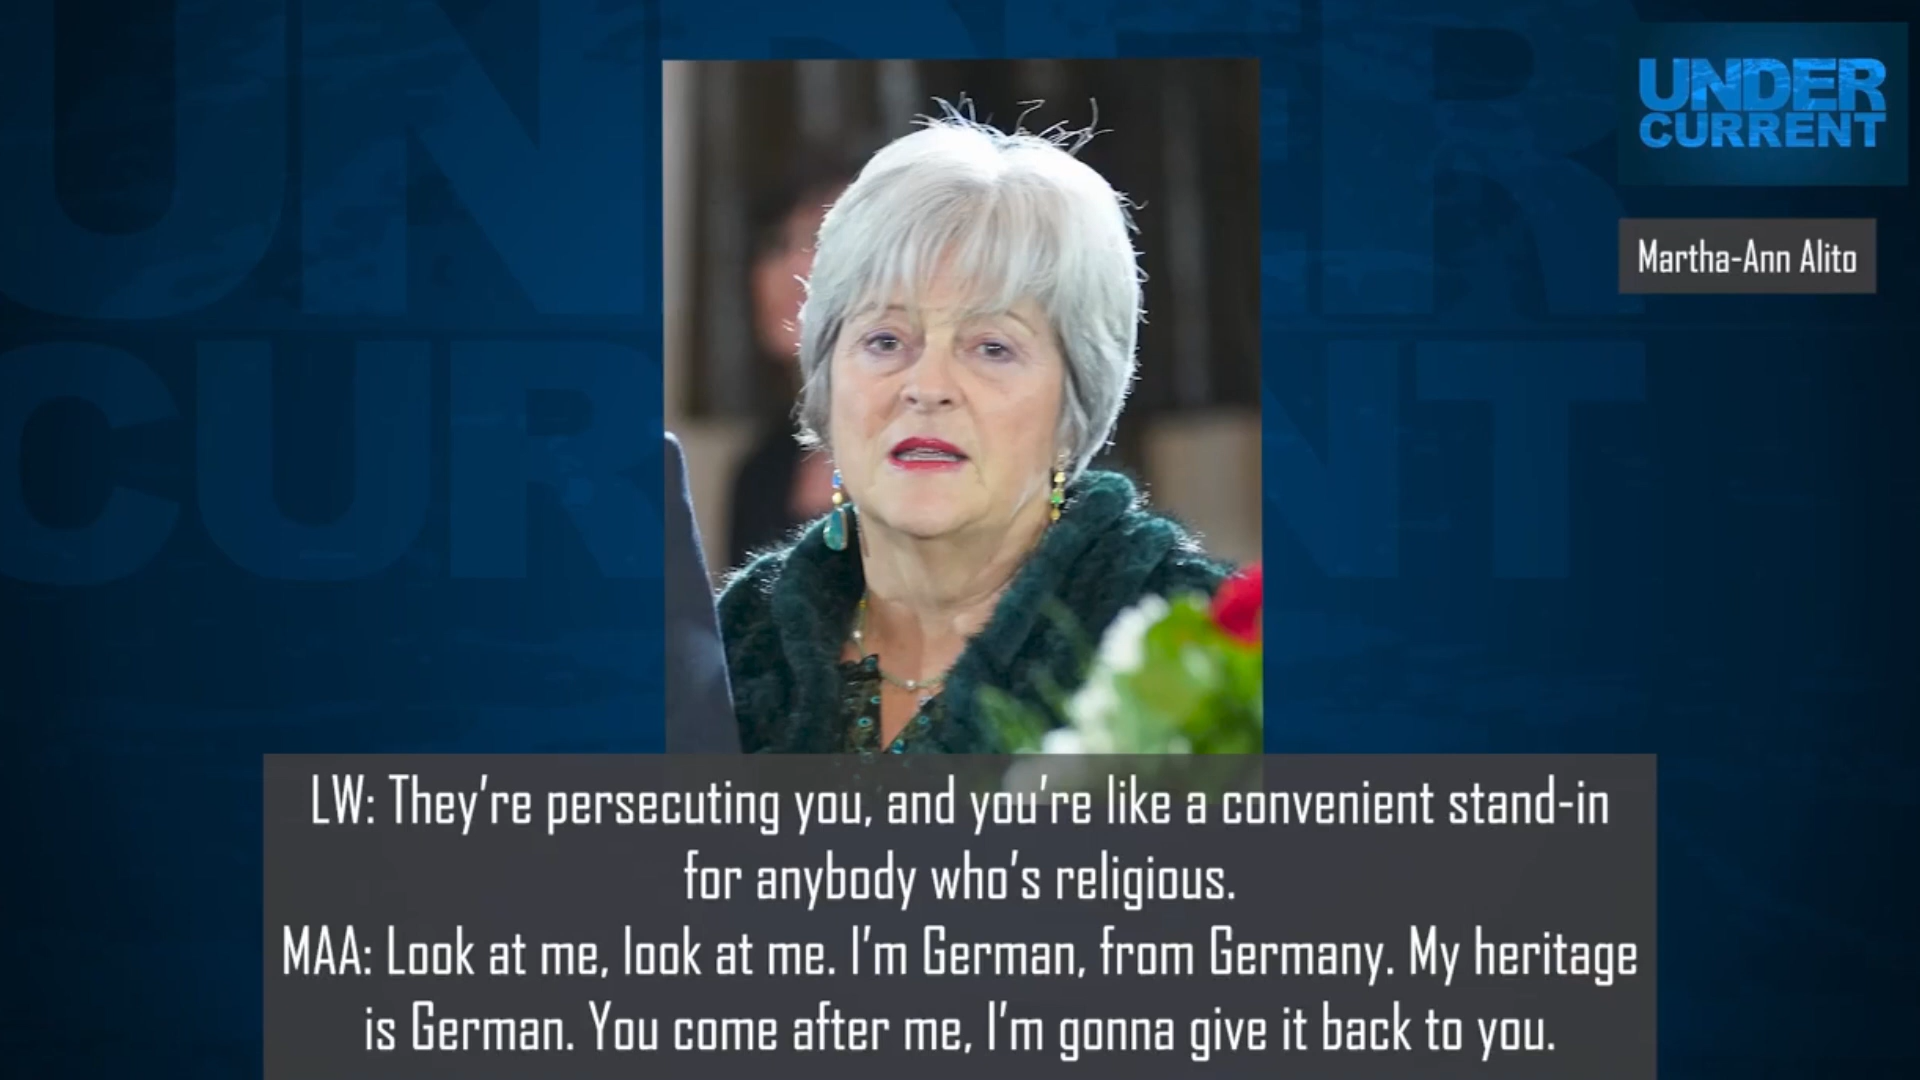 UNDER
CURRENT
UNDER
CURRENT
Martha-Ann Alito
LW: They're persecuting you, and you're like a convenient stand-in
for anybody who's religious.
MAA: Look at me, look at me. I'm German, from Germany. My heritage
is German. You come after me, I'm gonna give it back to you.